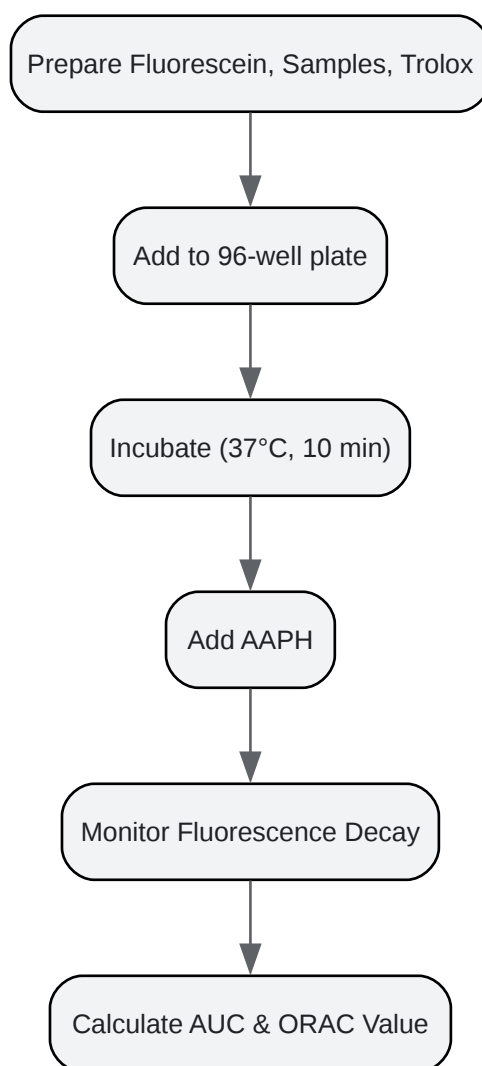 Prepare Fluorescein, Samples, Trolox
Add to 96-well plate
Incubate (37°C, 10 min)
Add AAPH
Monitor Fluorescence Decay
Calculate AUC & ORAC Value